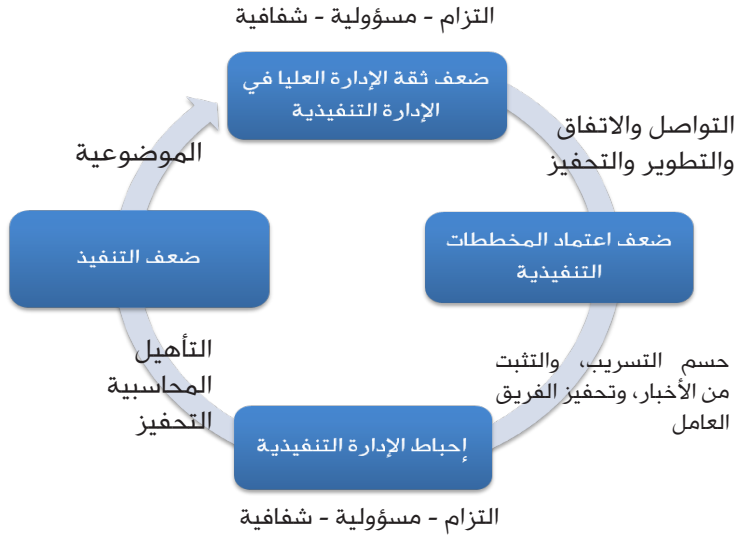 التزام - مسؤولية - شفافية
ضعف ثقة الإدارة العليا في
الإدارة التنفيذية
التواصل والاتفاق
والتطوير والتحفيز
ضعف اعتماد المخططات
التنفيذية
حسم التسريب، والتثبت
من الأخبار، وتحفيز الفريق
العامل
إحباط الإدارة التنفيذية
التزام - مسؤولية - شفافية
التأهيل
المحاسبية
التحفيز
ضعف التنفيذ
الموضوعية